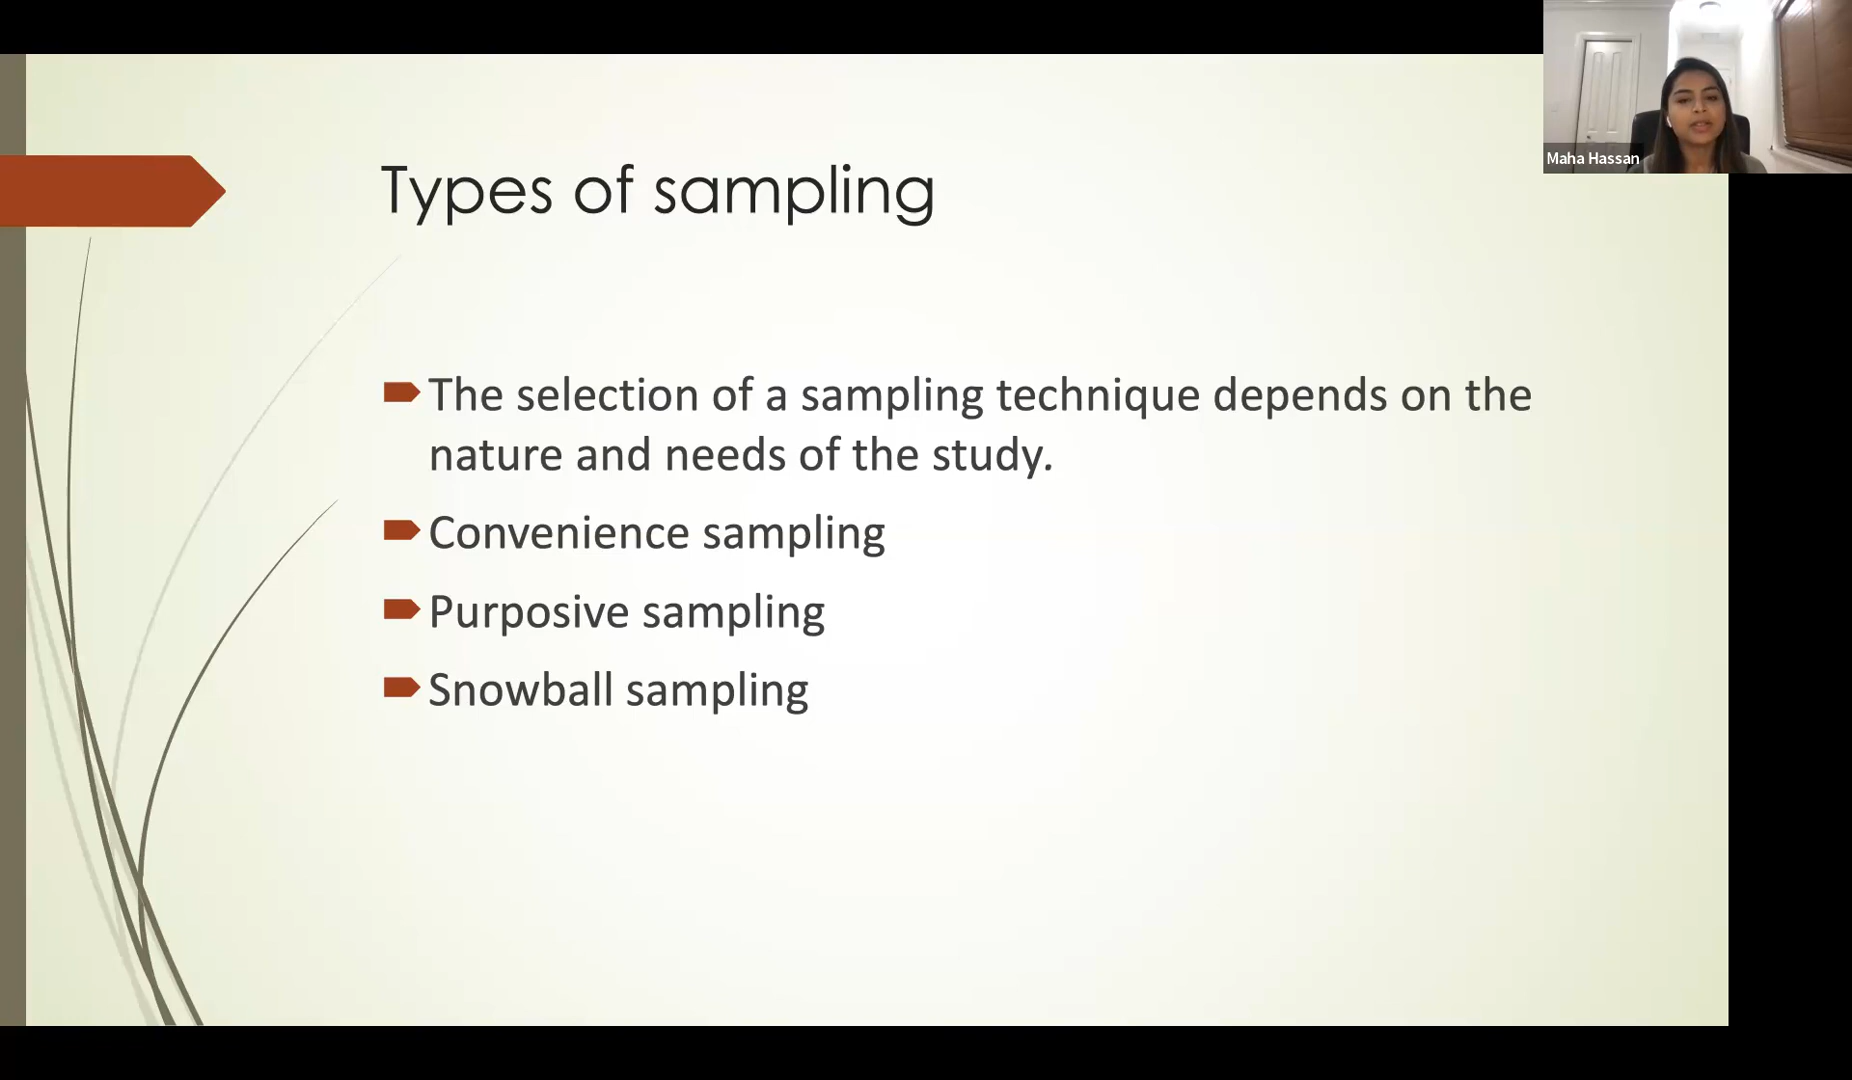 Maha Hassan
Types of sampling
The selection of a sampling technique depends on the
nature and needs of the study.
Convenience sampling
Purposive sampling
Snowball sampling